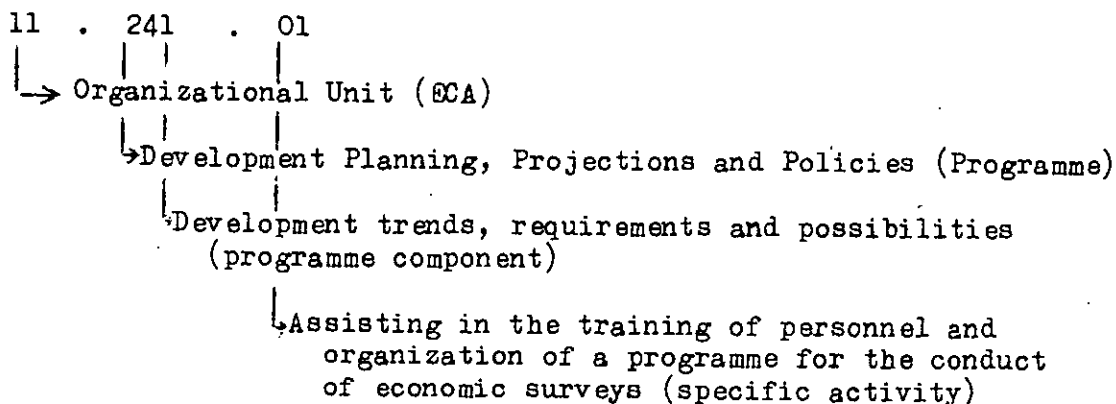 11 . 241 . 01
Organizational Unit (ECA)
Development Planning, Projections and Policies (Programme)
Development trends, requirements and possibilities
(programme component)
Assisting in the training of personnel and
organization of a programme for the conduct
of economic surveys (specific activity)